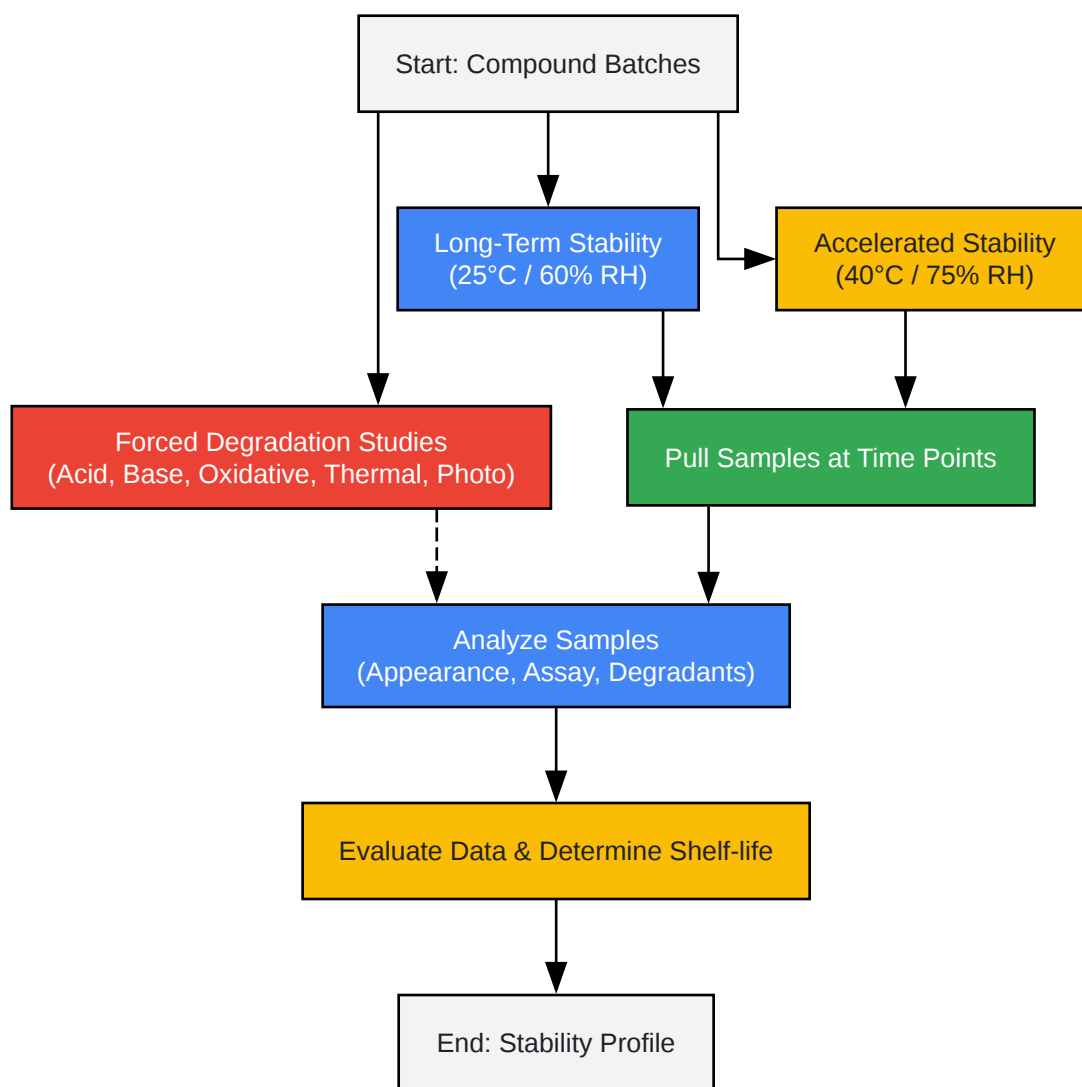 Start: Compound Batches
Long-Term Stability
(25°C / 60% RH)
Accelerated Stability
(40°C / 75% RH)
Forced Degradation Studies
(Acid, Base, Oxidative, Thermal, Photo)
Pull Samples at Time Points
Analyze Samples
(Appearance, Assay, Degradants)
Evaluate Data & Determine Shelf-life
End: Stability Profile